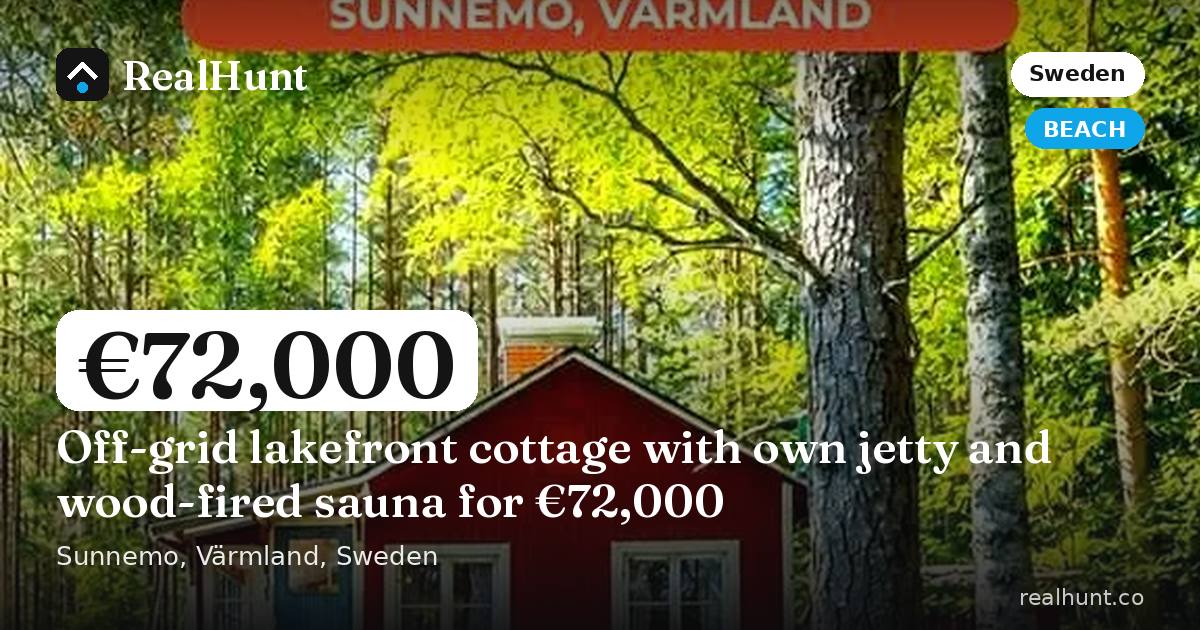 SUNNEMO, VÄRMLAND
RealHunt
Sweden
BEACH
€72,000
Off-grid lakefront cottage with own jetty and
wood-fired sauna for €72,000
Sunnemo, Värmland, Sweden
realhunt.co